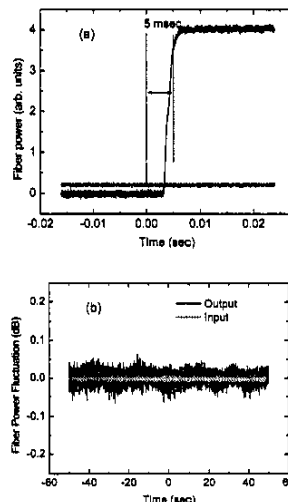 (a)
5 msec
Fiber power (arb. units)
4
3
2
1
0
-0.02 -0.01 0.00 0.01 0.02
Time (sec)
(b)
Output
Input
Fiber Power Fluctuation (dB)
0.2
0.1
0.0
-0.1
-0.2
-60 -40 -20 0 20 40 60
Time (sec)